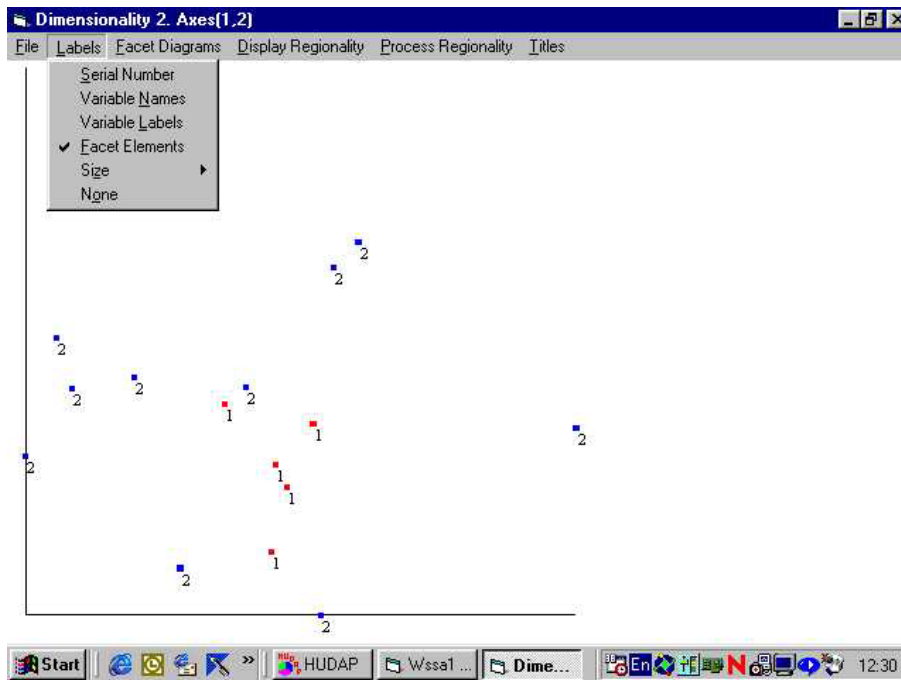 Dimensionality 2. Axes(1,2)
File Labels Facet Diagrams Display Regionality Process Regionality Titles
Serial Number
Variable Names
Variable Labels
✔ Facet Elements
Size
None
2
2
2
2
2
2
1
1
2
2
1
1
1
2
2
Start » HUDAP Wssa1 ... Dime... En N 12:30